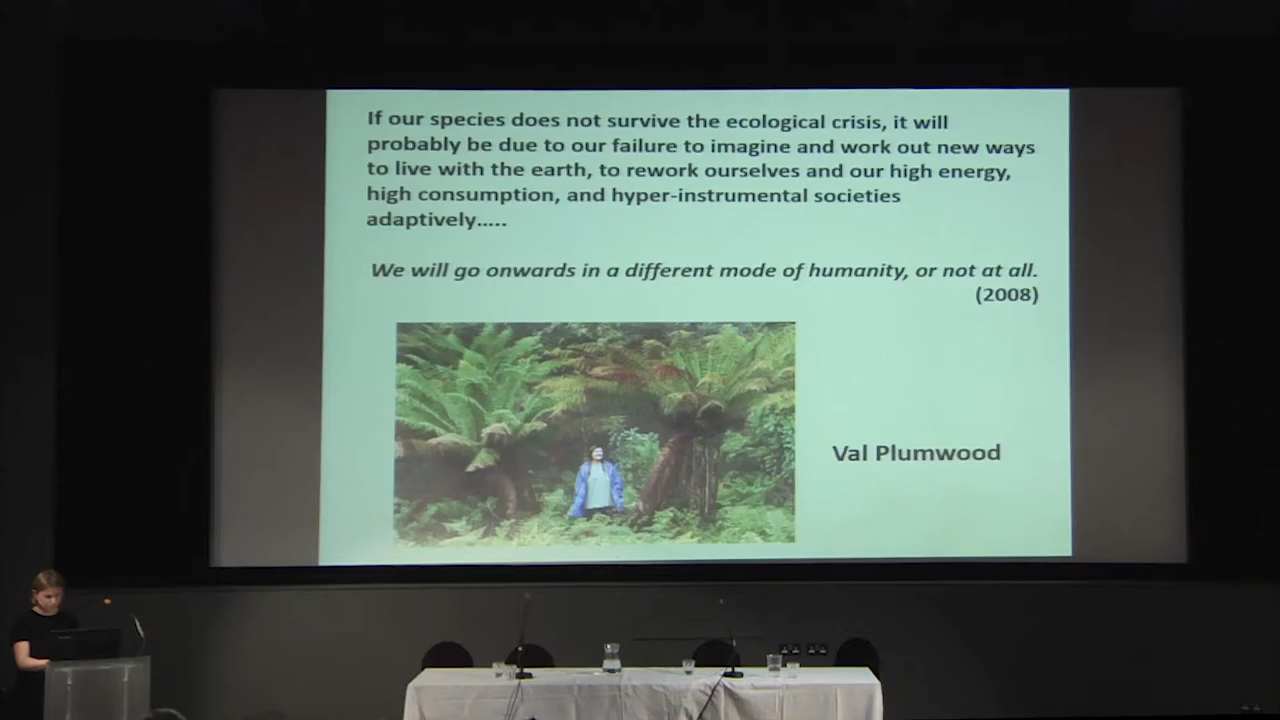 If our species does not survive the ecological crisis, it will
probably be due to our failure to imagine and work out new ways
to live with the earth, to rework ourselves and our high energy,
high consumption, and hyper-instrumental societies
adaptively…..
We will go onwards in a different mode of humanity, or not at all.
(2008)
Val Plumwood